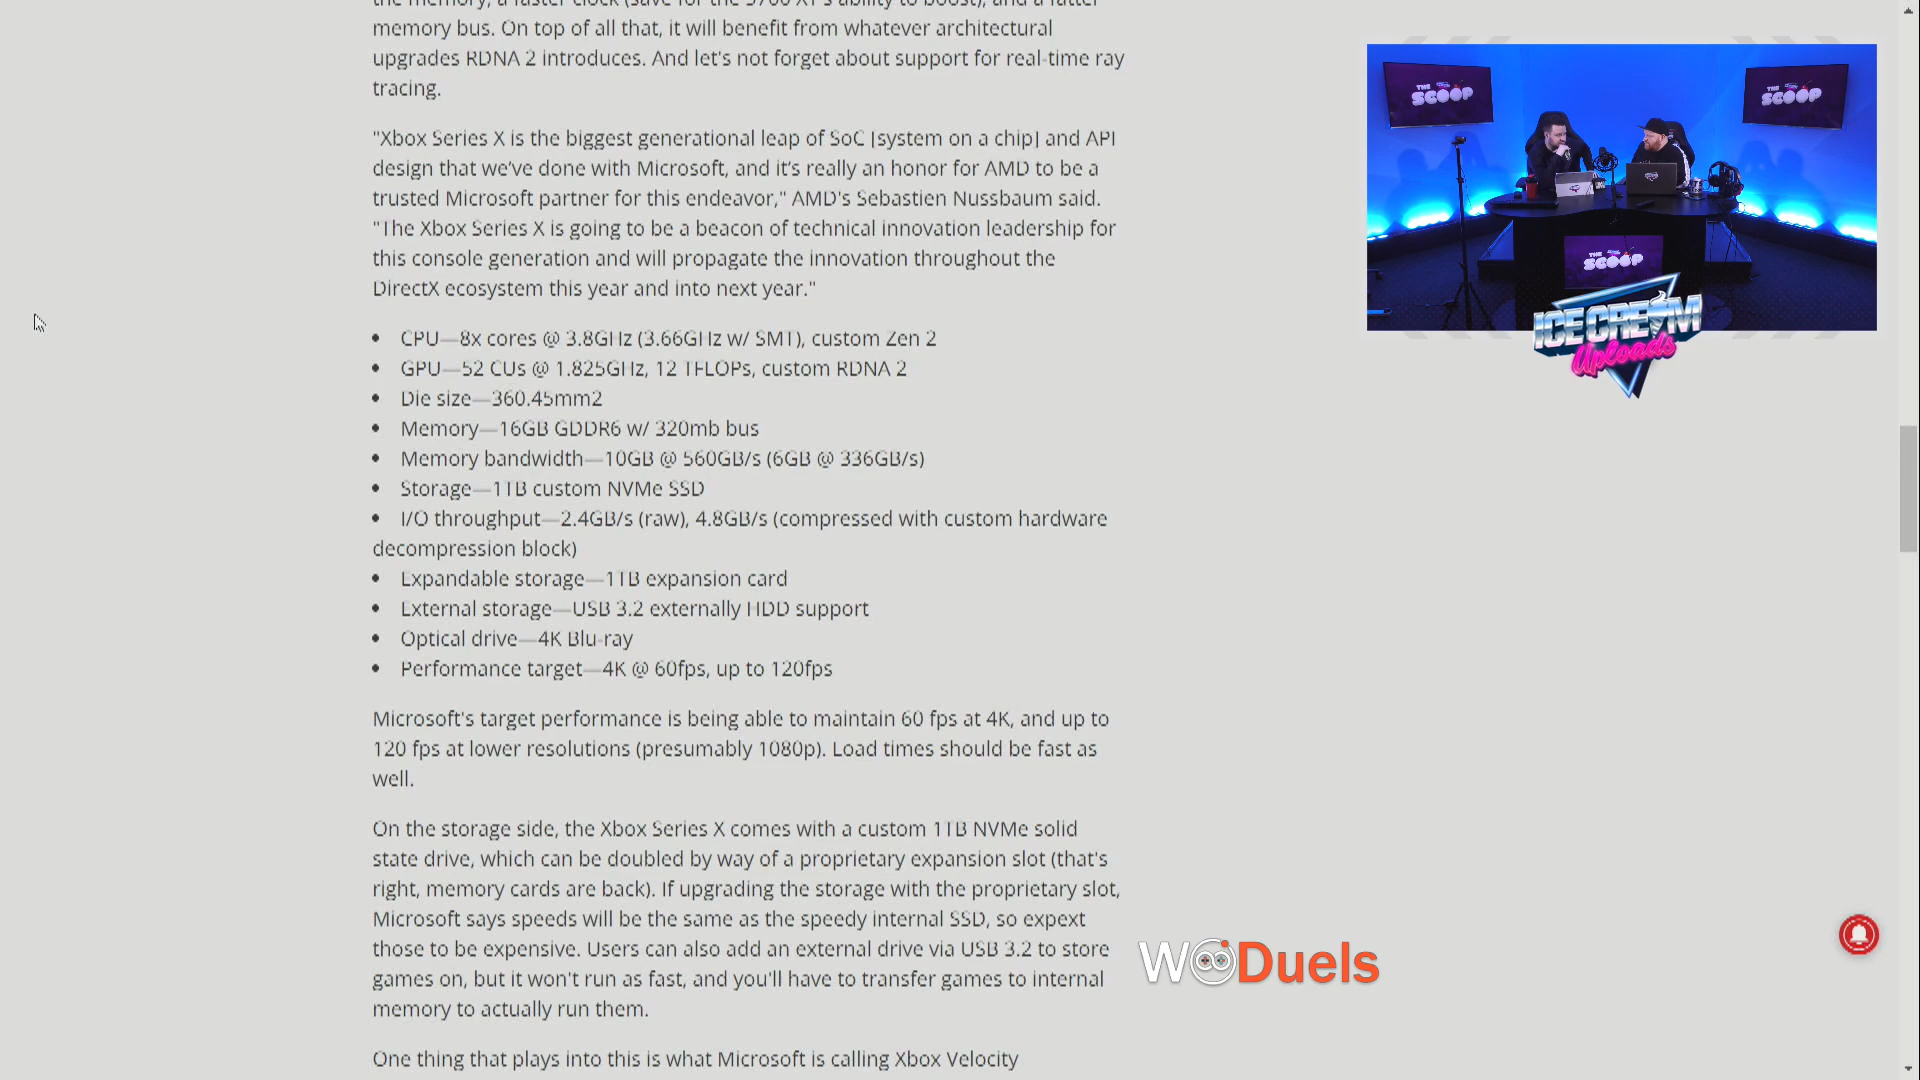 memory bus. On top of all that, it will benefit from whatever architectural
upgrades RDNA 2 introduces. And let's not forget about support for real-time ray
tracing.
"Xbox Series X is the biggest generational leap of SoC [system on a chip] and API
design that we've done with Microsoft, and it's really an honor for AMD to be a
trusted Microsoft partner for this endeavor," AMD's Sebastien Nussbaum said.
"The Xbox Series X is going to be a beacon of technical innovation leadership for
this console generation and will propagate the innovation throughout the
DirectX ecosystem this year and into next year."
• CPU—8x cores @ 3.8GHz (3.66GHz w/ SMT), custom Zen 2
• GPU—52 CUs @ 1.825GHz, 12 TFLOPs, custom RDNA 2
• Die size—360.45mm2
• Memory—16GB GDDR6 w/ 320mb bus
• Memory bandwidth—10GB @ 560GB/s (6GB @ 336GB/s)
• Storage—1TB custom NVMe SSD
• I/O throughput—2.4GB/s (raw), 4.8GB/s (compressed with custom hardware
decompression block)
• Expandable storage—1TB expansion card
• External storage—USB 3.2 externally HDD support
• Optical drive—4K Blu-ray
• Performance target—4K @ 60fps, up to 120fps
Microsoft's target performance is being able to maintain 60 fps at 4K, and up to
120 fps at lower resolutions (presumably 1080p). Load times should be fast as
well.
On the storage side, the Xbox Series X comes with a custom 1TB NVMe solid
state drive, which can be doubled by way of a proprietary expansion slot (that's
right, memory cards are back). If upgrading the storage with the proprietary slot,
Microsoft says speeds will be the same as the speedy internal SSD, so expext
those to be expensive. Users can also add an external drive via USB 3.2 to store
games on, but it won't run as fast, and you'll have to transfer games to internal
memory to actually run them.
One thing that plays into this is what Microsoft is calling Xbox Velocity
THE
SCOOP
THE
SCOOP
THE
SCOOP
ICE CREAM
Uploads
WooDuels